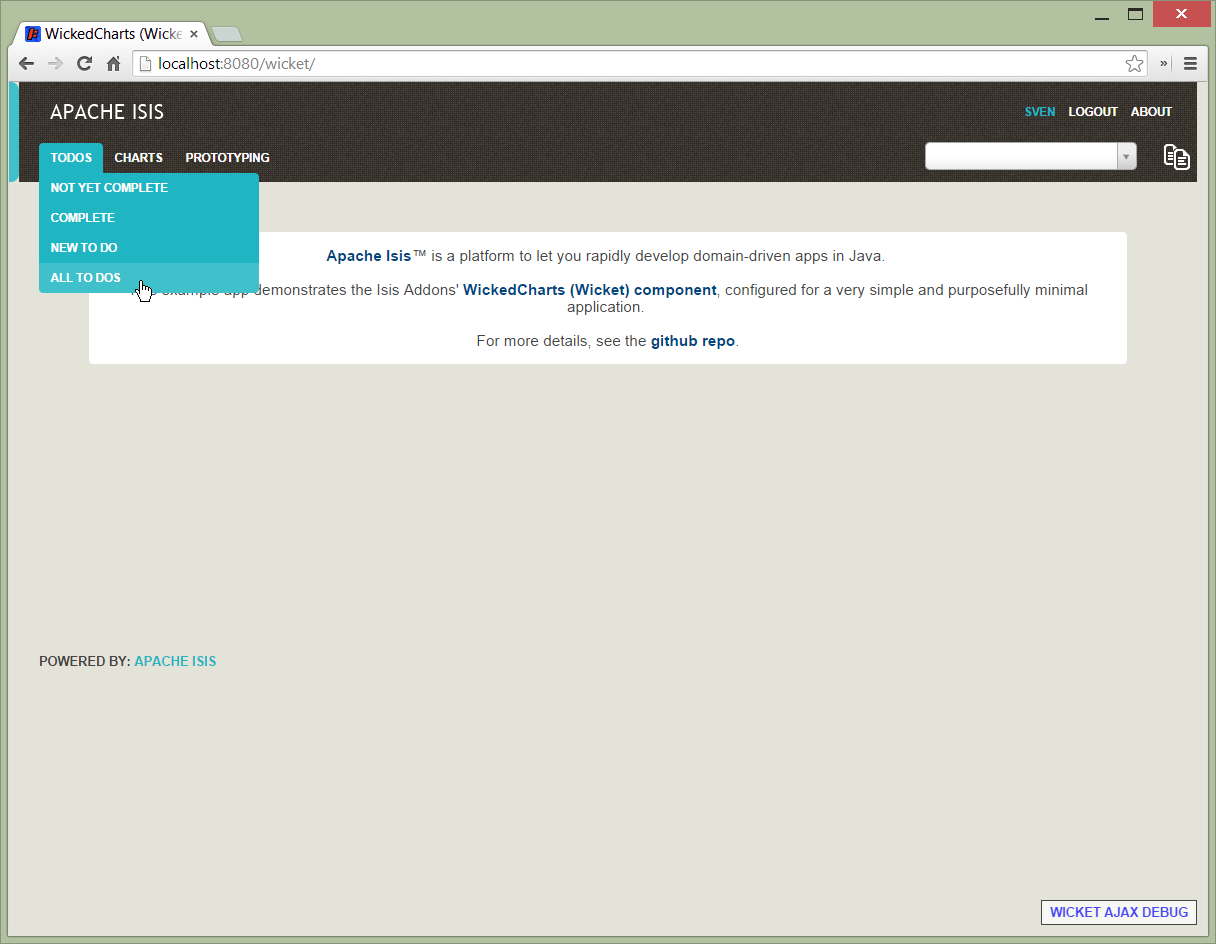 WickedCharts (Wicke
localhost:8080/wicket/
»
APACHE ISIS
SVEN LOGOUT ABOUT
TODOS CHARTS PROTOTYPING
NOT YET COMPLETE
COMPLETE
NEW TO DO
ALL TO DOS
Apache Isis™ is a platform to let you rapidly develop domain-driven apps in Java.
example app demonstrates the Isis Addons' WickedCharts (Wicket) component, configured for a very simple and purposefully minimal
application.
For more details, see the github repo.
POWERED BY: APACHE ISIS
WICKET AJAX DEBUG